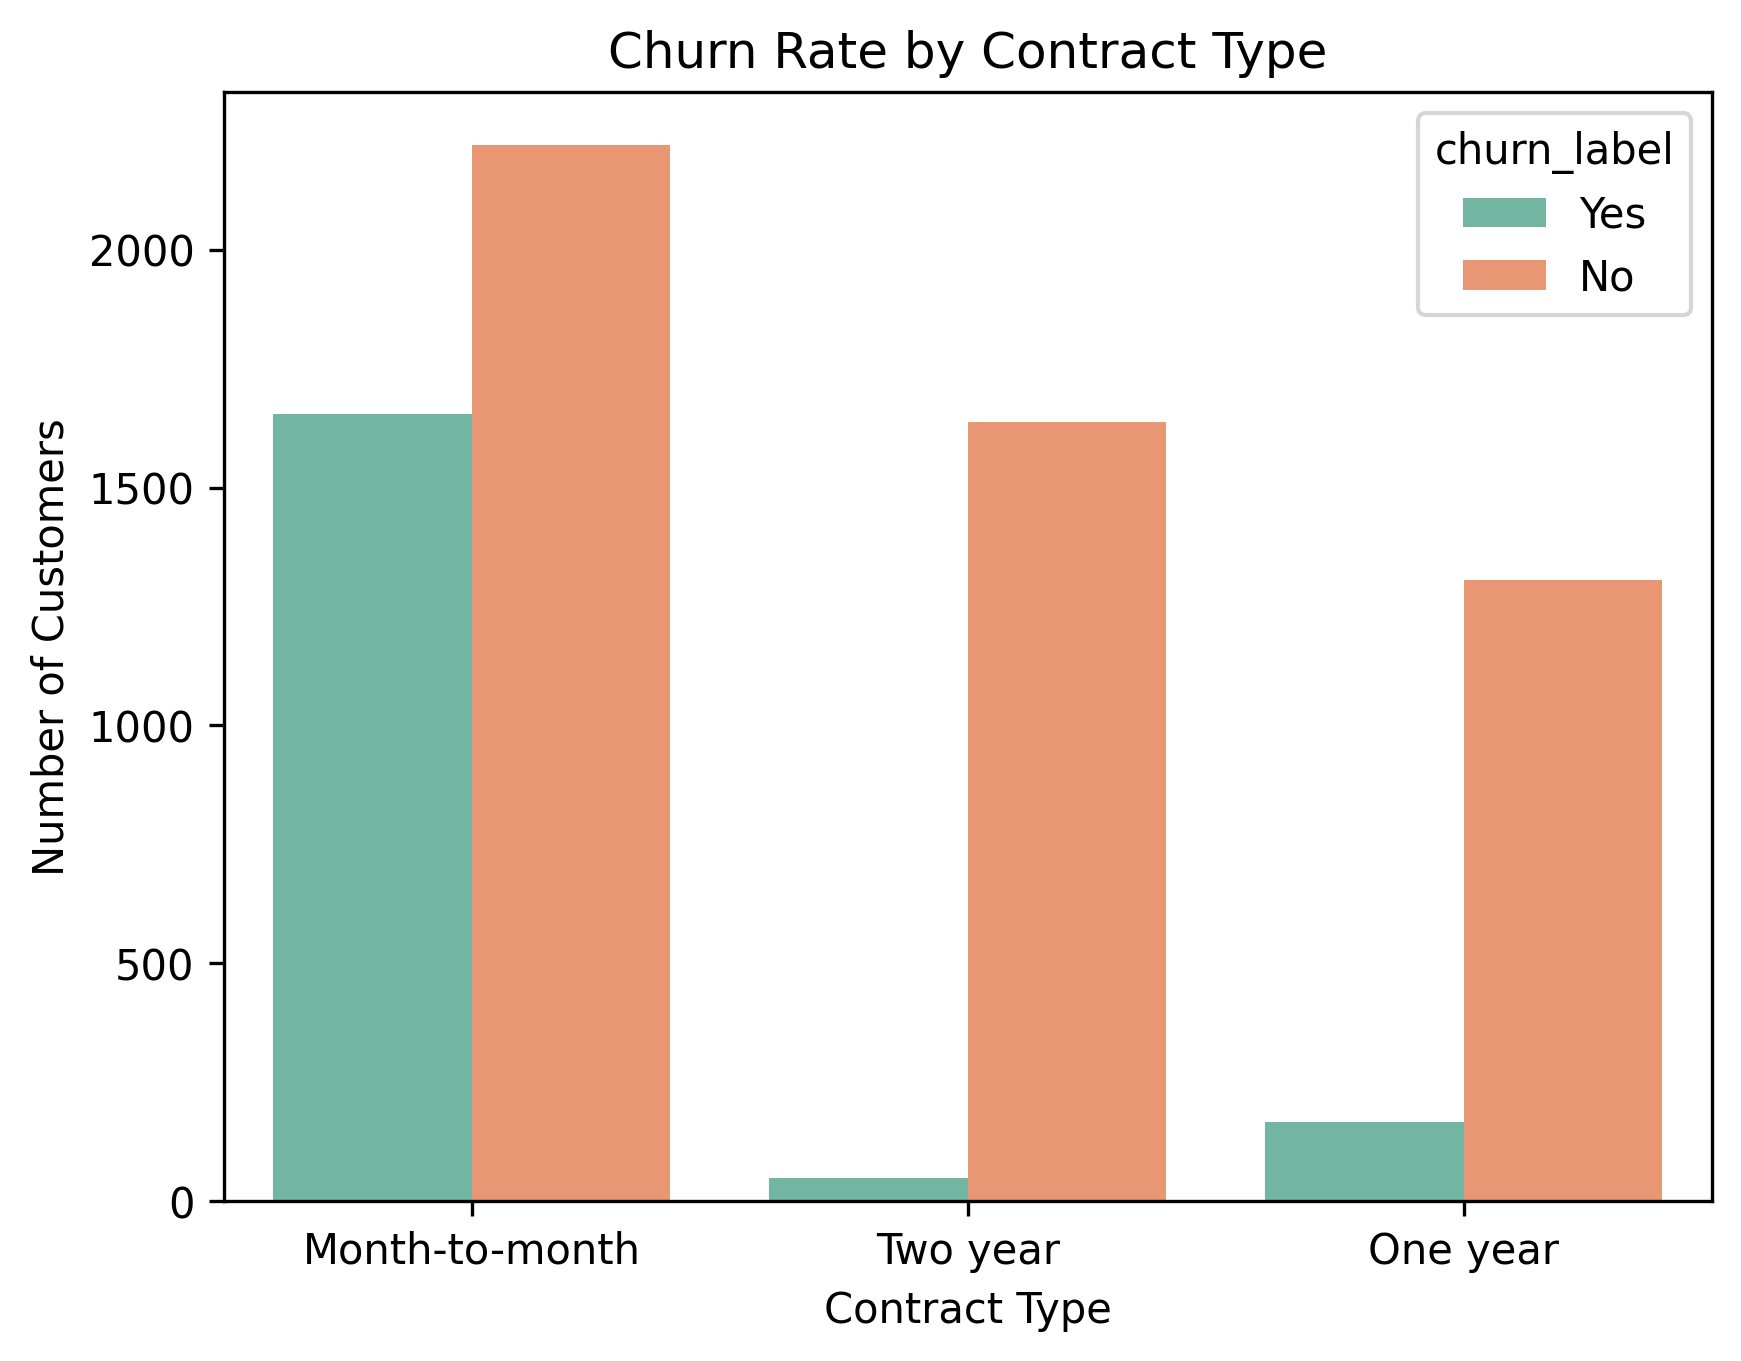 Churn Rate by Contract Type
churn_label
Yes
No
Number of Customers
2000
1500
1000
500
0
Month-to-month
Two year
One year
Contract Type